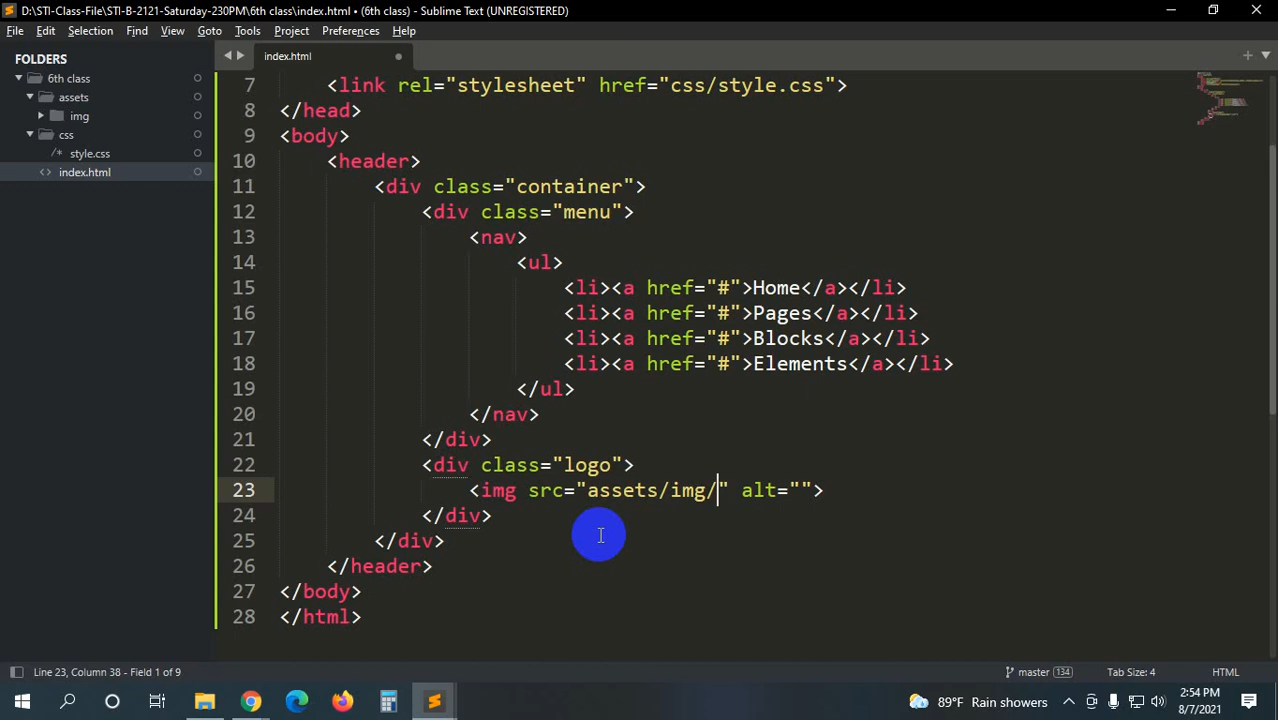 D:\STI-Class-File\STI-B-2121-Saturday-230PM\6th class\index.html • (6th class) - Sublime Text (UNREGISTERED)
File Edit Selection Find View Goto Tools Project Preferences Help
FOLDERS
6th class
assets
img
css
/* style.css
<> index.html
index.html
7 <link rel="stylesheet" href="css/style.css">
8 </head>
9 <body>
10 <header>
11 <div class="container">
12 <div class="menu">
13 <nav>
14 <ul>
15 <li><a href="#">Home</a></li>
16 <li><a href="#">Pages</a></li>
17 <li><a href="#">Blocks</a></li>
18 <li><a href="#">Elements</a></li>
19 </ul>
20 </nav>
21 </div>
22 <div class="logo">
23 <img src="assets/img/" alt="">
24 </div>
25 </div>
26 </header>
27 </body>
28 </html>
Line 23, Column 38 - Field 1 of 9
master 134
Tab Size: 4
HTML
89°F Rain showers
2:54 PM
8/7/2021